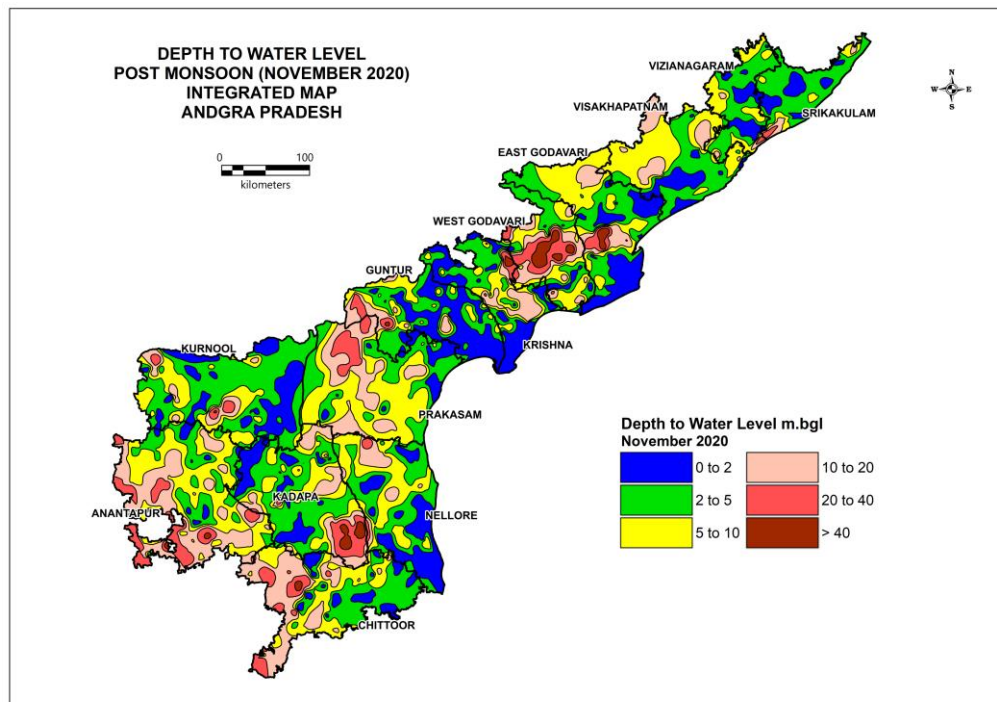 DEPTH TO WATER LEVEL
POST MONSOON (NOVEMBER 2020)
INTEGRATED MAP
ANDGRA PRADESH
0 100
kilometers
N
W E
S
VIZIANAGARAM
VISAKHAPATNAM
SRIKAKULAM
EAST GODAVARI
WEST GODAVARI
GUNTUR
KRISHNA
KURNOOL
PRAKASAM
KADAPA
ANANTAPUR
NELLORE
CHITTOOR
Depth to Water Level m.bgl
November 2020
0 to 2 10 to 20
2 to 5 20 to 40
5 to 10 > 40